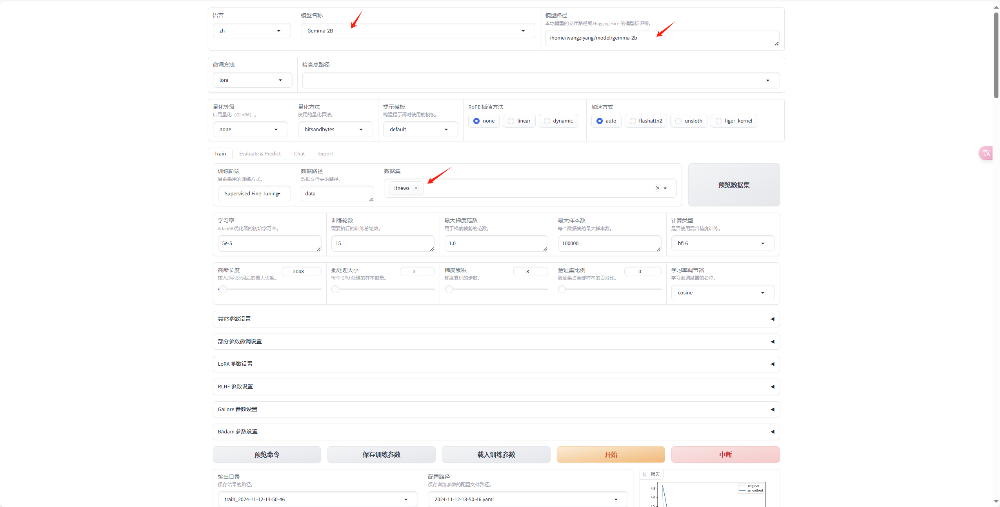 语言
zh
模型名称
Gemma-2B
模型路径
本地模型的文件路径或 Hugging Face 的模型标识符。
/home/wangziyang/model/gemma-2b
微调方法
lora
检查点路径
量化等级
启用量化（QLoRA）。
none
量化方法
使用的量化算法。
bitsandbytes
提示模板
构建提示词时使用的模板。
default
RoPE 插值方法
none linear dynamic
加速方式
auto flashattn2 unsloth liger_kernel
Train Evaluate & Predict Chat Export
训练阶段
目前采用的训练方式。
Supervised Fine-Tuning
数据路径
数据文件夹的路径。
data
数据集
itnews
预览数据集
学习率
AdamW 优化器的初始学习率。
5e-5
训练轮数
需要执行的训练总轮数。
15
最大梯度范数
用于梯度裁剪的范数。
1.0
最大样本数
每个数据集的最大样本数。
100000
计算类型
是否使用混合精度训练。
bf16
截断长度 2048
输入序列分词后的最大长度。
批处理大小 2
每个 GPU 处理的样本数量。
梯度累积 8
梯度累积的步数。
验证集比例 0
验证集占全部样本的百分比。
学习率调节器
学习率调度器的名称。
cosine
其它参数设置
部分参数微调设置
LoRA 参数设置
RLHF 参数设置
GaLore 参数设置
BAdam 参数设置
预览命令 保存训练参数 载入训练参数 开始 中断
输出目录
保存结果的路径。
train_2024-11-12-13-50-46
配置路径
保存训练参数的配置文件路径。
2024-11-12-13-50-46.yaml
损失
original
smoothed
4.5
4.0
3.5